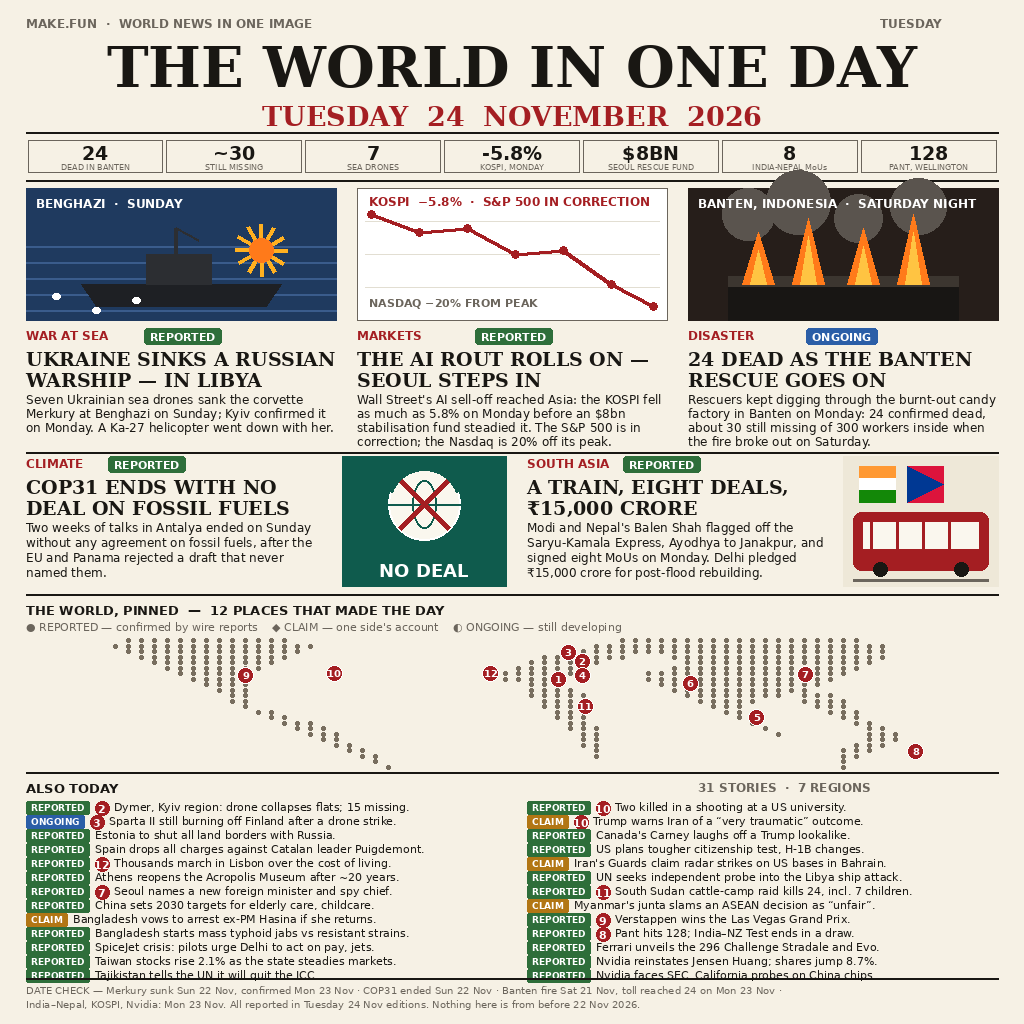 MAKE.FUN · WORLD NEWS IN ONE IMAGE
TUESDAY
THE WORLD IN ONE DAY
TUESDAY 24 NOVEMBER 2026
24
DEAD IN BANTEN
~30
STILL MISSING
7
SEA DRONES
-5.8%
KOSPI, MONDAY
$8BN
SEOUL RESCUE FUND
8
INDIA-NEPAL MoUs
128
PANT, WELLINGTON
BENGHAZI · SUNDAY
WAR AT SEA REPORTED
UKRAINE SINKS A RUSSIAN
WARSHIP — IN LIBYA
Seven Ukrainian sea drones sank the corvette
Merkury at Benghazi on Sunday; Kyiv confirmed it
on Monday. A Ka-27 helicopter went down with her.
KOSPI −5.8% · S&P 500 IN CORRECTION
NASDAQ −20% FROM PEAK
MARKETS REPORTED
THE AI ROUT ROLLS ON —
SEOUL STEPS IN
Wall Street's AI sell-off reached Asia: the KOSPI fell
as much as 5.8% on Monday before an $8bn
stabilisation fund steadied it. The S&P 500 is in
correction; the Nasdaq is 20% off its peak.
BANTEN, INDONESIA · SATURDAY NIGHT
DISASTER ONGOING
24 DEAD AS THE BANTEN
RESCUE GOES ON
Rescuers kept digging through the burnt-out candy
factory in Banten on Monday: 24 confirmed dead,
about 30 still missing of 300 workers inside when
the fire broke out on Saturday.
CLIMATE REPORTED
COP31 ENDS WITH NO
DEAL ON FOSSIL FUELS
Two weeks of talks in Antalya ended on Sunday
without any agreement on fossil fuels, after the
EU and Panama rejected a draft that never
named them.
NO DEAL
SOUTH ASIA REPORTED
A TRAIN, EIGHT DEALS,
₹15,000 CRORE
Modi and Nepal's Balen Shah flagged off the
Saryu-Kamala Express, Ayodhya to Janakpur, and
signed eight MoUs on Monday. Delhi pledged
₹15,000 crore for post-flood rebuilding.
THE WORLD, PINNED — 12 PLACES THAT MADE THE DAY
● REPORTED — confirmed by wire reports ◆ CLAIM — one side's account ◐ ONGOING — still developing
3
2
9
10
12
1
4
6
7
11
5
8
ALSO TODAY
REPORTED 2 Dymer, Kyiv region: drone collapses flats; 15 missing.
ONGOING 3 Sparta II still burning off Finland after a drone strike.
REPORTED Estonia to shut all land borders with Russia.
REPORTED Spain drops all charges against Catalan leader Puigdemont.
REPORTED 12 Thousands march in Lisbon over the cost of living.
REPORTED Athens reopens the Acropolis Museum after ~20 years.
REPORTED 7 Seoul names a new foreign minister and spy chief.
REPORTED China sets 2030 targets for elderly care, childcare.
CLAIM Bangladesh vows to arrest ex-PM Hasina if she returns.
REPORTED Bangladesh starts mass typhoid jabs vs resistant strains.
REPORTED SpiceJet crisis: pilots urge Delhi to act on pay, jets.
REPORTED Taiwan stocks rise 2.1% as the state steadies markets.
REPORTED Tajikistan tells the UN it will quit the ICC.
31 STORIES · 7 REGIONS
REPORTED 10 Two killed in a shooting at a US university.
CLAIM 10 Trump warns Iran of a “very traumatic” outcome.
REPORTED Canada's Carney laughs off a Trump lookalike.
REPORTED US plans tougher citizenship test, H-1B changes.
CLAIM Iran's Guards claim radar strikes on US bases in Bahrain.
REPORTED UN seeks independent probe into the Libya ship attack.
REPORTED 11 South Sudan cattle-camp raid kills 24, incl. 7 children.
CLAIM Myanmar's junta slams an ASEAN decision as “unfair”.
REPORTED 9 Verstappen wins the Las Vegas Grand Prix.
REPORTED 8 Pant hits 128; India–NZ Test ends in a draw.
REPORTED Ferrari unveils the 296 Challenge Stradale and Evo.
REPORTED Nvidia reinstates Jensen Huang; shares jump 8.7%.
REPORTED Nvidia faces SEC, California probes on China chips.
DATE CHECK — Merkury sunk Sun 22 Nov, confirmed Mon 23 Nov · COP31 ended Sun 22 Nov · Banten fire Sat 21 Nov, toll reached 24 on Mon 23 Nov ·
India–Nepal, KOSPI, Nvidia: Mon 23 Nov. All reported in Tuesday 24 Nov editions. Nothing here is from before 22 Nov 2026.